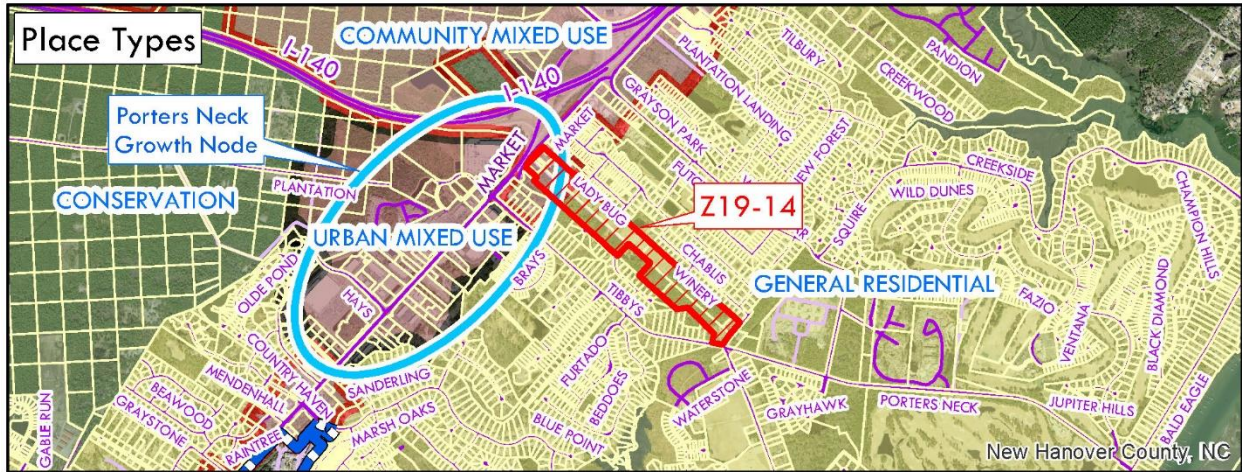 Place Types
COMMUNITY MIXED USE
I-140
I-140
Porters Neck
Growth Node
PLANTATION
CONSERVATION
URBAN MIXED USE
MARKET
MARKET
LADY BUG
GRAYSON PARK
PLANTATION LANDING
TILBURY
CREEKWOOD
PANDION
NEW FOREST
SQUIRE
CREEKSIDE
WILD DUNES
CHAMPION HILLS
Z19-14
CHABLIS
WINERY
GENERAL RESIDENTIAL
OLDE POND
HAYS
BRAYS
TIBBYS
FURTADO
BEDDOES
BLUE POINT
WATERSTONE
GRAYHAWK
PORTERS NECK
FAZIO
VENTANA
BLACK DIAMOND
JUPITER HILLS
BALD EAGLE
COUNTRY HAVEN
SANDERLING
MENDENHALL
BEAWOOD
GRAYSTONE
RAINTREE
MARSH OAKS
GABLE RUN
New Hanover County, NC